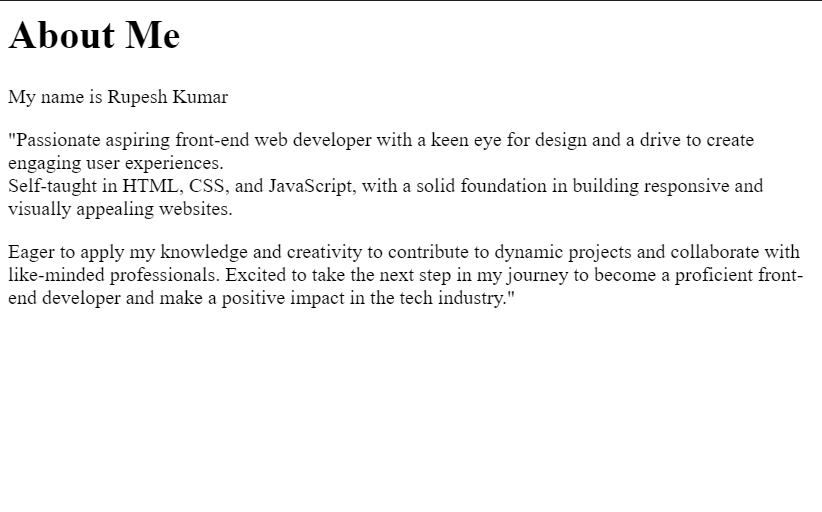 About Me
My name is Rupesh Kumar
"Passionate aspiring front-end web developer with a keen eye for design and a drive to create
engaging user experiences.
Self-taught in HTML, CSS, and JavaScript, with a solid foundation in building responsive and
visually appealing websites.
Eager to apply my knowledge and creativity to contribute to dynamic projects and collaborate with
like-minded professionals. Excited to take the next step in my journey to become a proficient front-
end developer and make a positive impact in the tech industry."